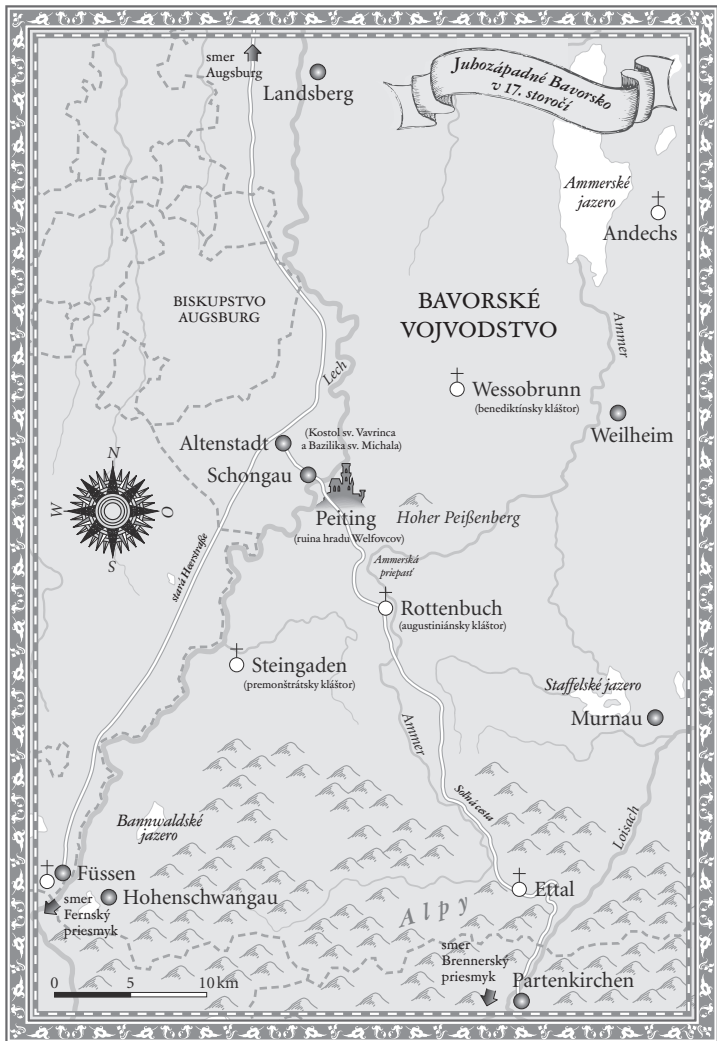 smer
Augsburg
Landsberg
Juhozápadné Bavorsko
v 17. storočí
Ammerské
jazero
Andechs
BISKUPSTVO
AUGSBURG
BAVORSKÉ
VOJVODSTVO
Ammer
Lech
Wessobrunn
(benediktínsky kláštor)
Weilheim
Altenstadt
(Kostol sv. Vavrinca
a Bazilika sv. Michala)
Schongau
N
W
O
S
Peiting
(ruina hradu Welfovcov)
Hoher Peißenberg
stará Heerstraße
Ammerská
priepasť
Rottenbuch
(augustiniánsky kláštor)
Steingaden
(premonštrátsky kláštor)
Staffelské jazero
Murnau
Ammer
Soľná cesta
Bannwaldské
jazero
Loisach
Füssen
Hohenschwangau
smer
Fernský
priesmyk
Ettal
Alpy
smer
Brennerský
priesmyk
Partenkirchen
0 5 10 km